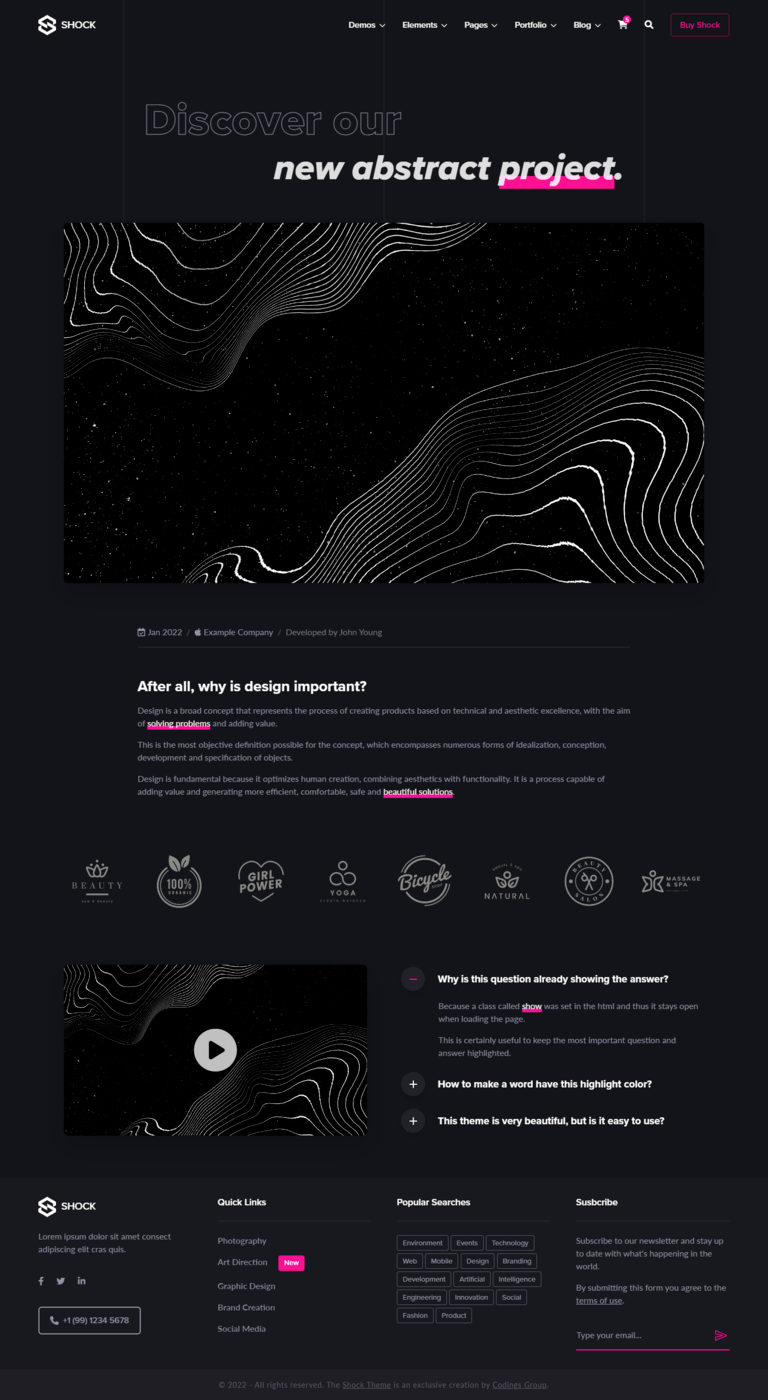 SHOCK
Demos Elements Pages Portfolio Blog 5 Buy Shock
Discover our
new abstract project.
Jan 2022 / Example Company / Developed by John Young
After all, why is design important?
Design is a broad concept that represents the process of creating products based on technical and aesthetic excellence, with the aim
of solving problems and adding value.
This is the most objective definition possible for the concept, which encompasses numerous forms of idealization, conception,
development and specification of objects.
Design is fundamental because it optimizes human creation, combining aesthetics with functionality. It is a process capable of
adding value and generating more efficient, comfortable, safe and beautiful solutions.
BEAUTY
100%
ORGANIC
GIRL
POWER
YOGA
Bicycle
NATURAL
BEAUTY
SALON
MASSAGE
& SPA
Why is this question already showing the answer?
Because a class called show was set in the html and thus it stays open
when loading the page.
This is certainly useful to keep the most important question and
answer highlighted.
How to make a word have this highlight color?
This theme is very beautiful, but is it easy to use?
SHOCK
Lorem ipsum dolor sit amet consect
adipiscing elit cras quis.
+1 (99) 1234 5678
Quick Links
Photography
Art Direction New
Graphic Design
Brand Creation
Social Media
Popular Searches
Environment Events Technology
Web Mobile Design Branding
Development Artificial Intelligence
Engineering Innovation Social
Fashion Product
Susbcribe
Subscribe to our newsletter and stay up
to date with what's happening in the
world.
By submitting this form you agree to the
terms of use.
Type your email...
© 2022 - All rights reserved. The Shock Theme is an exclusive creation by Codings Group.